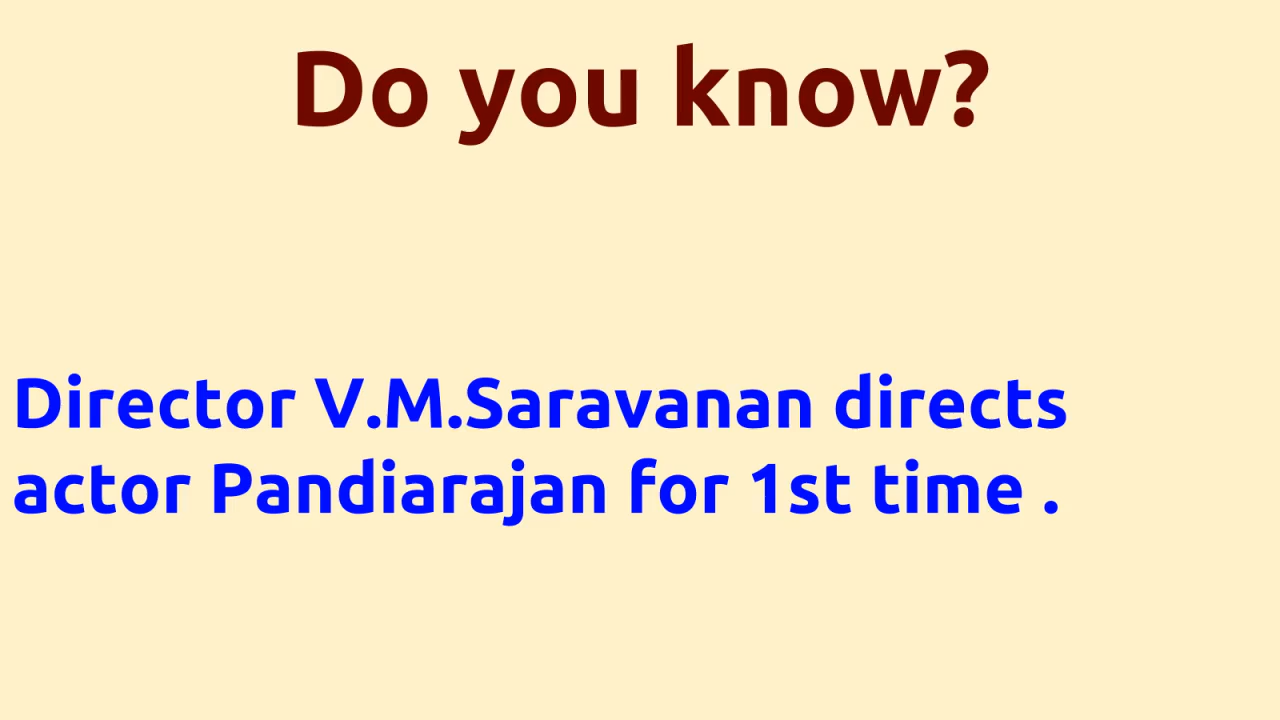 Do you know?
Director V.M.Saravanan directs
actor Pandiarajan for 1st time .